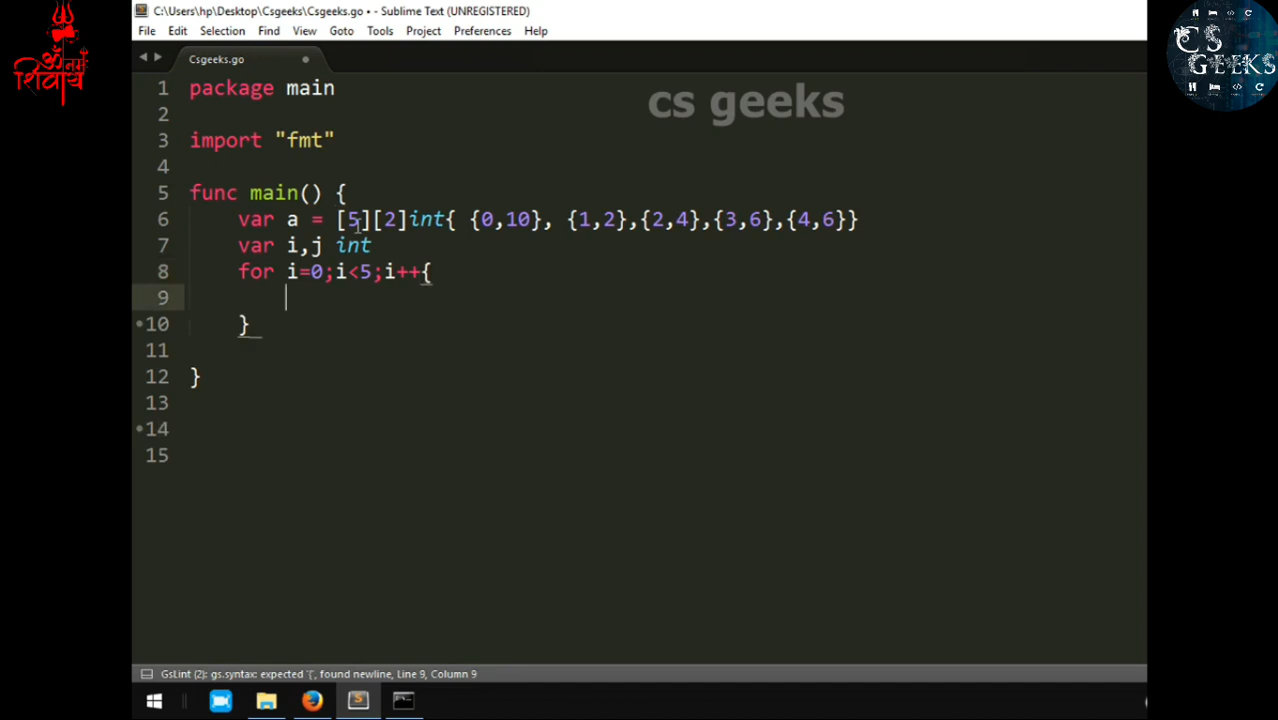 C:\Users\hp\Desktop\Csgeeks\Csgeeks.go • - Sublime Text (UNREGISTERED)
File Edit Selection Find View Goto Tools Project Preferences Help
Csgeeks.go
cs geeks
1 package main
2
3 import "fmt"
4
5 func main() {
6 var a = [5][2]int{ {0,10}, {1,2},{2,4},{3,6},{4,6}}
7 var i,j int
8 for i=0;i<5;i++{
9
10 }
11
12 }
13
14
15
GsLint (2): gs.syntax: expected '{', found newline, Line 9, Column 9
ॐ नमः
शिवाय
CS
GEEKS